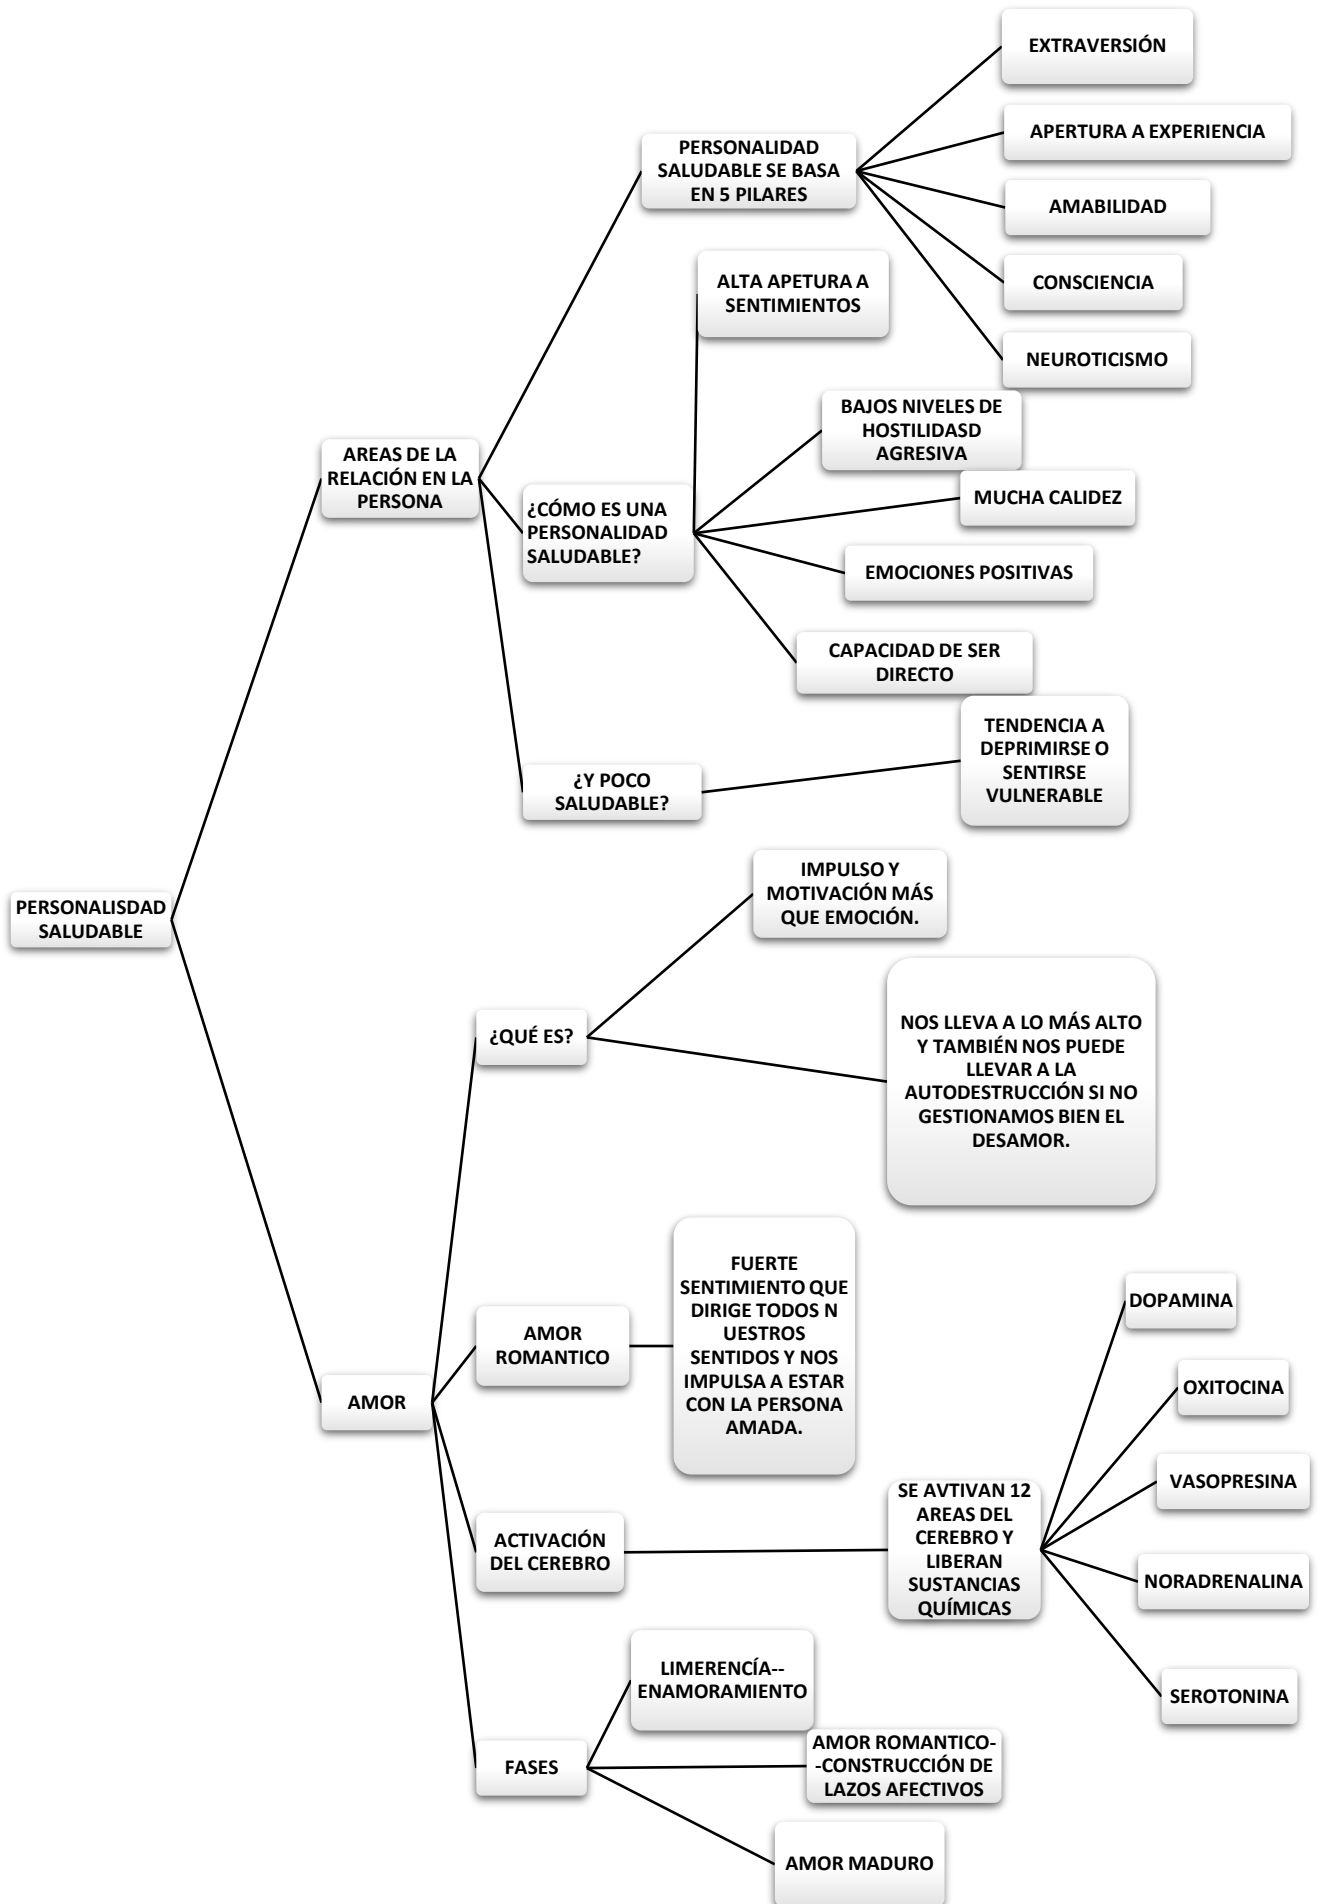 EXTRAVERSIÓN
APERTURA A EXPERIENCIA
PERSONALIDAD
SALUDABLE SE BASA
EN 5 PILARES
AMABILIDAD
CONSCIENCIA
NEUROTICISMO
ALTA APETURA A
SENTIMIENTOS
BAJOS NIVELES DE
HOSTILIDASD
AGRESIVA
AREAS DE LA
RELACIÓN EN LA
PERSONA
¿CÓMO ES UNA
PERSONALIDAD
SALUDABLE?
MUCHA CALIDEZ
EMOCIONES POSITIVAS
CAPACIDAD DE SER
DIRECTO
¿Y POCO
SALUDABLE?
TENDENCIA A
DEPRIMIRSE O
SENTIRSE
VULNERABLE
PERSONALISDAD
SALUDABLE
IMPULSO Y
MOTIVACIÓN MÁS
QUE EMOCIÓN.
¿QUÉ ES?
NOS LLEVA A LO MÁS ALTO
Y TAMBIÉN NOS PUEDE
LLEVAR A LA
AUTODESTRUCCIÓN SI NO
GESTIONAMOS BIEN EL
DESAMOR.
AMOR
AMOR
ROMANTICO
FUERTE
SENTIMIENTO QUE
DIRIGE TODOS N
UESTROS
SENTIDOS Y NOS
IMPULSA A ESTAR
CON LA PERSONA
AMADA.
ACTIVACIÓN
DEL CEREBRO
SE AVTIVAN 12
AREAS DEL
CEREBRO Y
LIBERAN
SUSTANCIAS
QUÍMICAS
DOPAMINA
OXITOCINA
VASOPRESINA
NORADRENALINA
SEROTONINA
FASES
LIMERENCÍA--
ENAMORAMIENTO
AMOR ROMANTICO-
-CONSTRUCCIÓN DE
LAZOS AFECTIVOS
AMOR MADURO